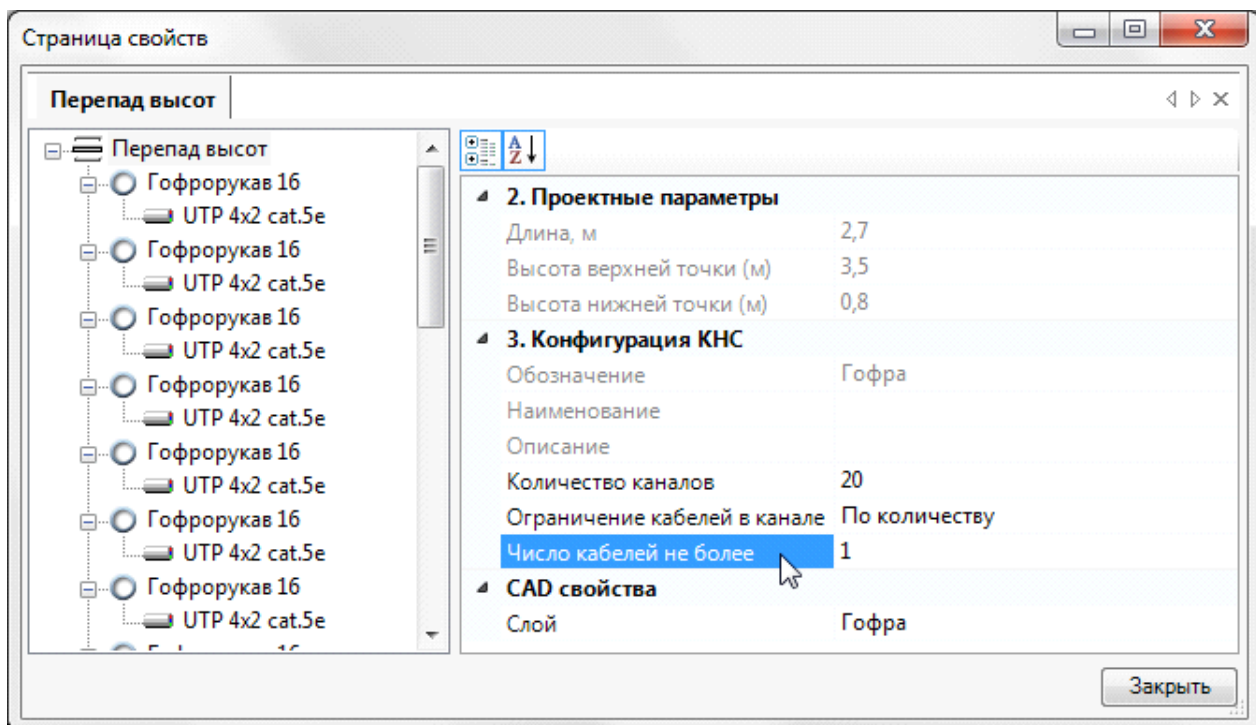 Страница свойств
Перепад высот
Перепад высот
Гофрорукав 16
UTP 4x2 cat.5e
Гофрорукав 16
UTP 4x2 cat.5e
Гофрорукав 16
UTP 4x2 cat.5e
Гофрорукав 16
UTP 4x2 cat.5e
Гофрорукав 16
UTP 4x2 cat.5e
Гофрорукав 16
UTP 4x2 cat.5e
Гофрорукав 16
UTP 4x2 cat.5e
A
Z
2. Проектные параметры
Длина, м 2,7
Высота верхней точки (м) 3,5
Высота нижней точки (м) 0,8
3. Конфигурация КНС
Обозначение Гофра
Наименование
Описание
Количество каналов 20
Ограничение кабелей в канале По количеству
Число кабелей не более 1
CAD свойства
Слой Гофра
Закрыть